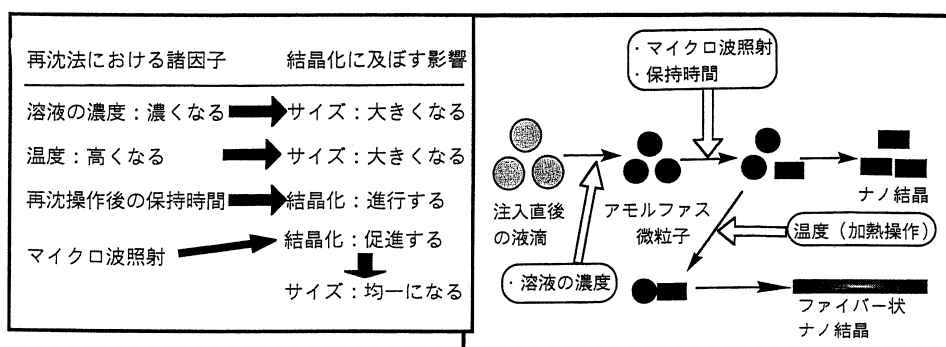 再沈法における諸因子 結晶化に及ぼす影響
溶液の濃度：濃くなる サイズ：大きくなる
温度：高くなる サイズ：大きくなる
再沈操作後の保持時間 結晶化：進行する
マイクロ波照射 結晶化：促進する
サイズ：均一になる
・マイクロ波照射
・保持時間
注入直後
の液滴
アモルファス
微粒子
ナノ結晶
温度（加熱操作）
・溶液の濃度
ファイバー状
ナノ結晶